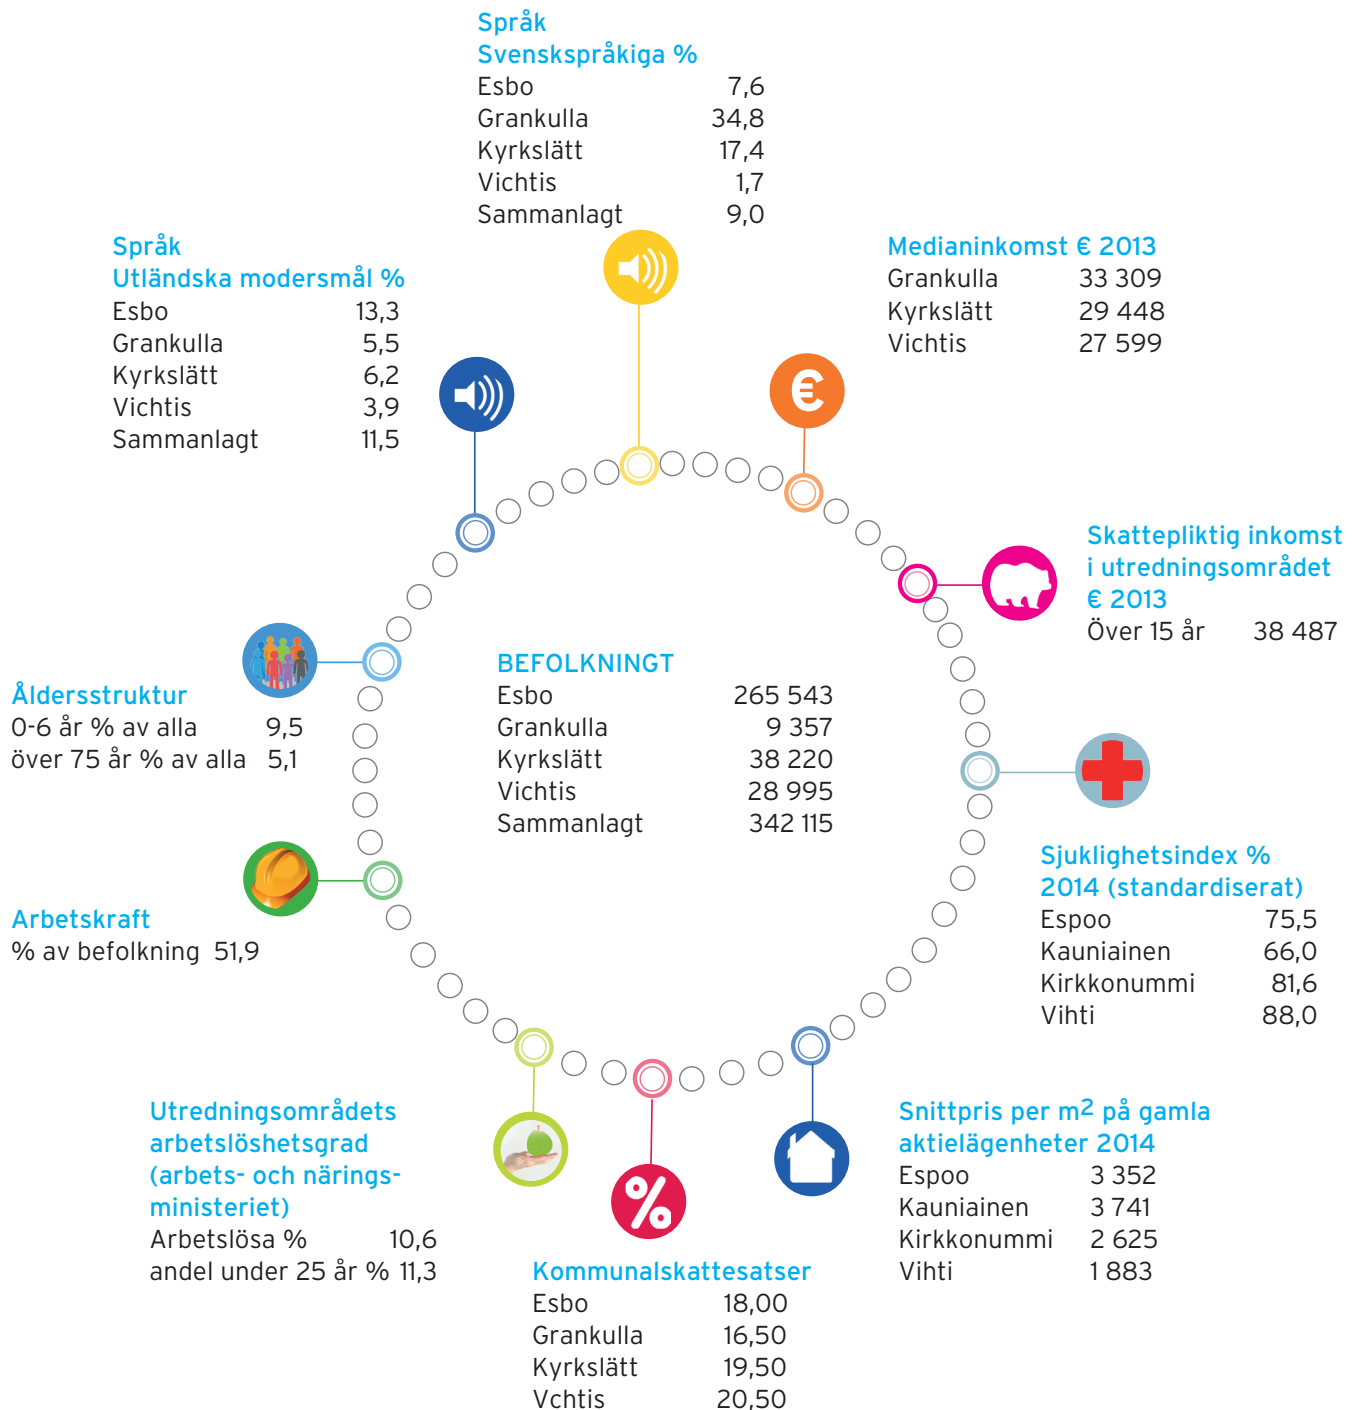 Språk
Svenskspråkiga %
Esbo 7,6
Grankulla 34,8
Kyrkslätt 17,4
Vichtis 1,7
Sammanlagt 9,0
Språk
Utländska modersmål %
Esbo 13,3
Grankulla 5,5
Kyrkslätt 6,2
Vichtis 3,9
Sammanlagt 11,5
Medianinkomst € 2013
Grankulla 33 309
Kyrkslätt 29 448
Vichtis 27 599
€
Skattepliktig inkomst
i utredningsområdet
€ 2013
Över 15 år 38 487
Åldersstruktur
0-6 år % av alla 9,5
över 75 år % av alla 5,1
BEFOLKNINGT
Esbo 265 543
Grankulla 9 357
Kyrkslätt 38 220
Vichtis 28 995
Sammanlagt 342 115
Sjuklighetsindex %
2014 (standardiserat)
Espoo 75,5
Kauniainen 66,0
Kirkkonummi 81,6
Vihti 88,0
Arbetskraft
% av befolkning 51,9
Utredningsområdets
arbetslöshetsgrad
(arbets- och närings-
ministeriet)
Arbetslösa % 10,6
andel under 25 år % 11,3
%
Kommunalskattesatser
Esbo 18,00
Grankulla 16,50
Kyrkslätt 19,50
Vchtis 20,50
Snittpris per m2 på gamla
aktielägenheter 2014
Espoo 3 352
Kauniainen 3 741
Kirkkonummi 2 625
Vihti 1 883